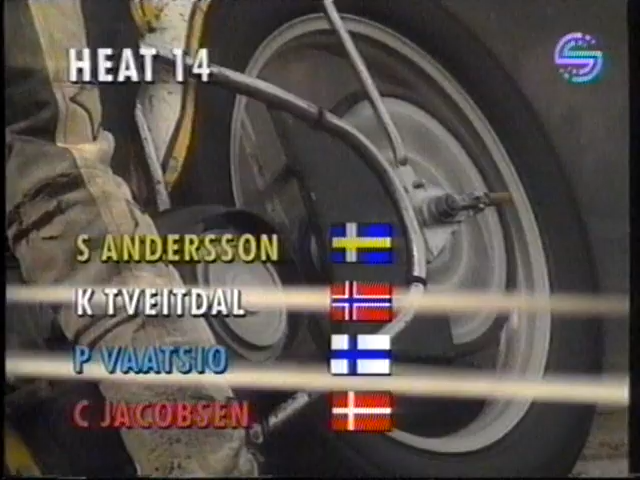 HEAT 14
S ANDERSSON
K TVEITDAL
P VAATSIO
C JACOBSEN